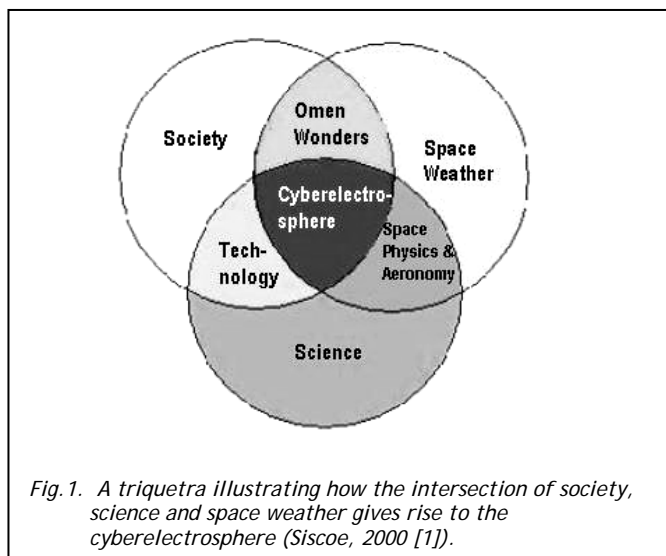 Omen
Wonders
Society
Space
Weather
Cyberelectro-
sphere
Space
Physics &
Aeronomy
Tech-
nology
Science
Fig.1. A triquetra illustrating how the intersection of society,
science and space weather gives rise to the
cyberelectrosphere (Siscoe, 2000 [1]).